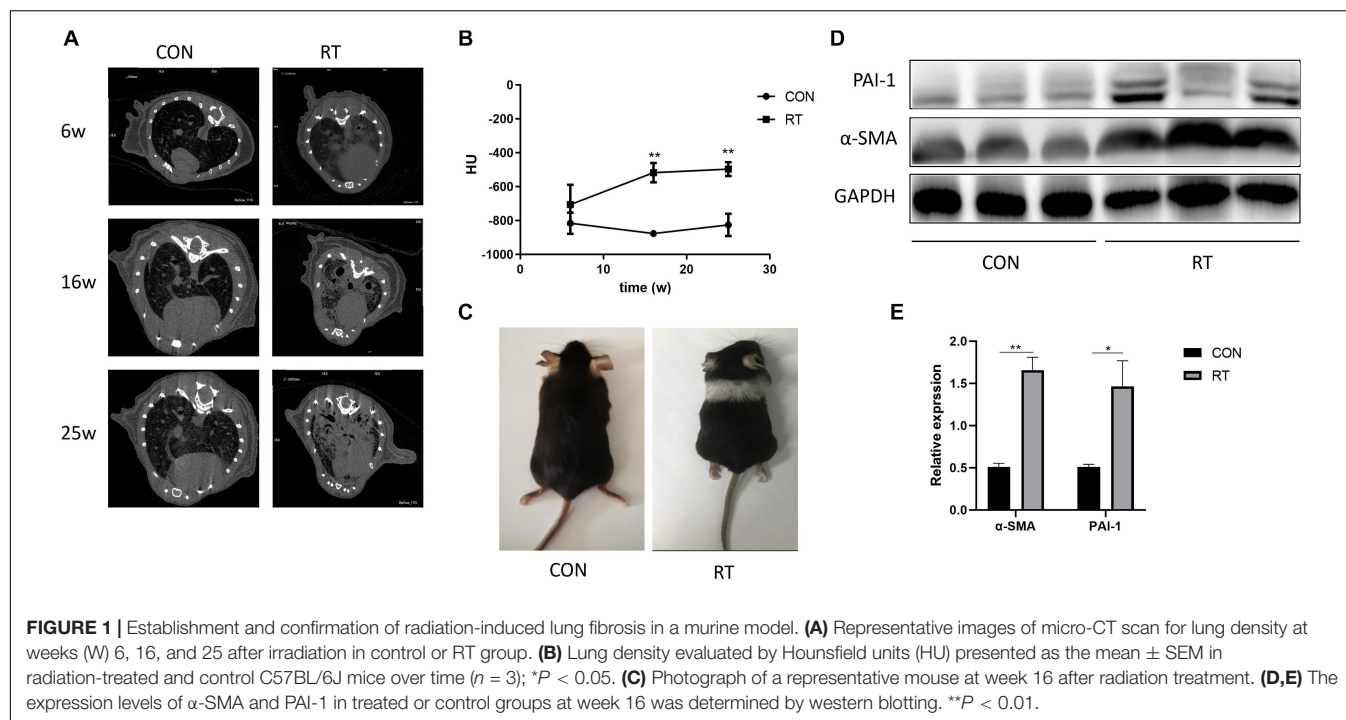 A
CON
RT
6w
16w
25w
B
0
-200
-400
-600
-800
-1000
HU
**
**
0
10
20
30
time (w)
CON
RT
C
CON
RT
D
PAI-1
α-SMA
GAPDH
CON
RT
E
2.0
1.5
1.0
0.5
0.0
Relative exprssion
**
*
CON
RT
α-SMA
PAI-1
FIGURE 1 | Establishment and confirmation of radiation-induced lung fibrosis in a murine model. (A) Representative images of micro-CT scan for lung density at
weeks (W) 6, 16, and 25 after irradiation in control or RT group. (B) Lung density evaluated by Hounsfield units (HU) presented as the mean ± SEM in
radiation-treated and control C57BL/6J mice over time (n = 3); *P < 0.05. (C) Photograph of a representative mouse at week 16 after radiation treatment. (D,E) The
expression levels of α-SMA and PAI-1 in treated or control groups at week 16 was determined by western blotting. **P < 0.01.